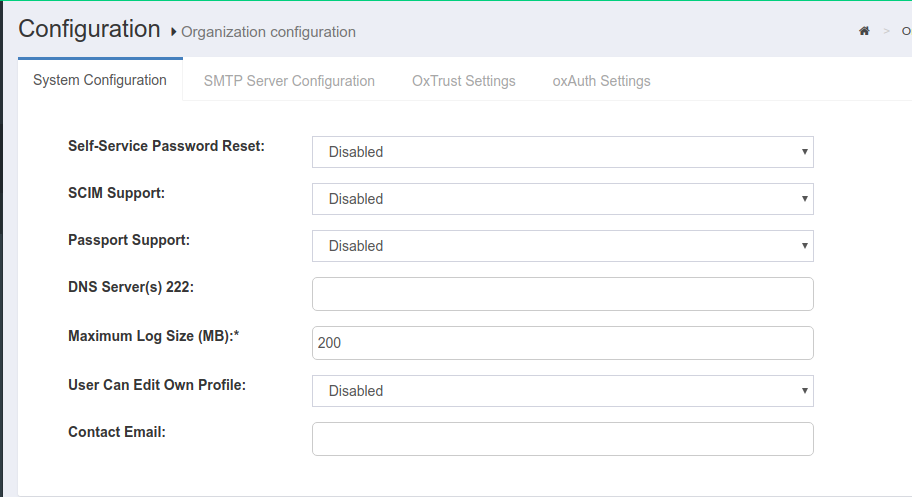 Configuration Organization configuration > O
System Configuration SMTP Server Configuration OxTrust Settings oxAuth Settings
Self-Service Password Reset: Disabled
SCIM Support: Disabled
Passport Support: Disabled
DNS Server(s) 222:
Maximum Log Size (MB):* 200
User Can Edit Own Profile: Disabled
Contact Email: